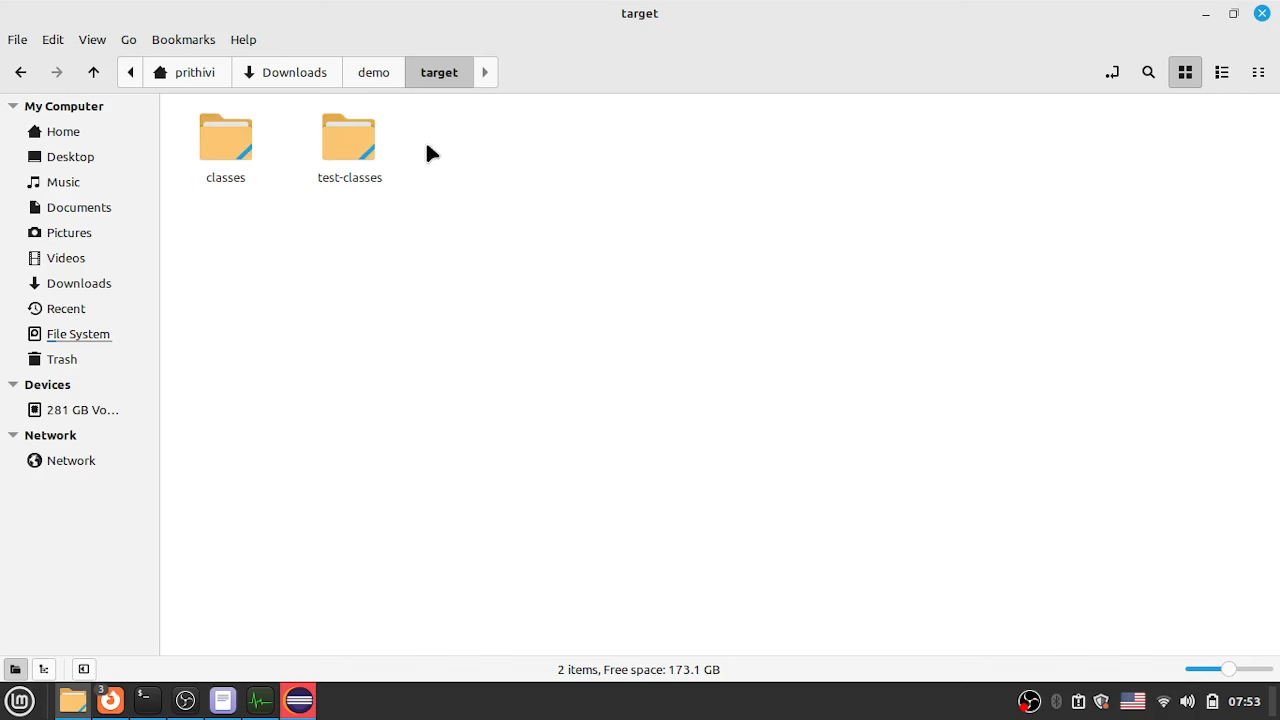 target
File Edit View Go Bookmarks Help
prithivi Downloads demo target
My Computer
Home
Desktop
Music
Documents
Pictures
Videos
Downloads
Recent
File System
Trash
Devices
281 GB Vo...
Network
Network
classes test-classes
2 items, Free space: 173.1 GB
3
07:53